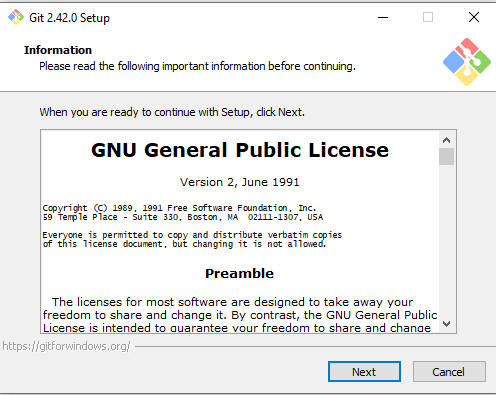 Git 2.42.0 Setup
Information
Please read the following important information before continuing.
When you are ready to continue with Setup, click Next.
GNU General Public License
Version 2, June 1991
Copyright (C) 1989, 1991 Free Software Foundation, Inc.
59 Temple Place - Suite 330, Boston, MA  02111-1307, USA
Everyone is permitted to copy and distribute verbatim copies
of this license document, but changing it is not allowed.
Preamble
The licenses for most software are designed to take away your
freedom to share and change it. By contrast, the GNU General Public
License is intended to guarantee your freedom to share and change
https://gitforwindows.org/
Next
Cancel